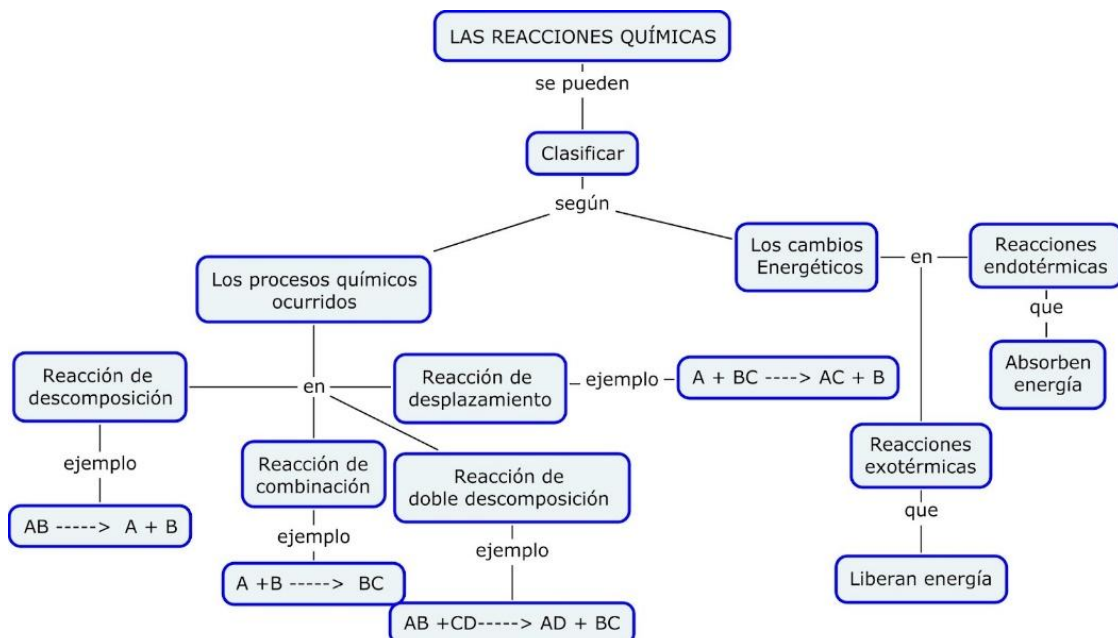 LAS REACCIONES QUÍMICAS
se pueden
Clasificar
según
Los procesos químicos
ocurridos
en
Reacción de
descomposición
ejemplo
AB -----> A + B
Reacción de
combinación
ejemplo
A +B -----> BC
Reacción de
doble descomposición
ejemplo
AB +CD-----> AD + BC
Reacción de
desplazamiento
ejemplo
A + BC ----> AC + B
Los cambios
Energéticos
en
Reacciones
endotérmicas
que
Absorben
energía
Reacciones
exotérmicas
que
Liberan energía